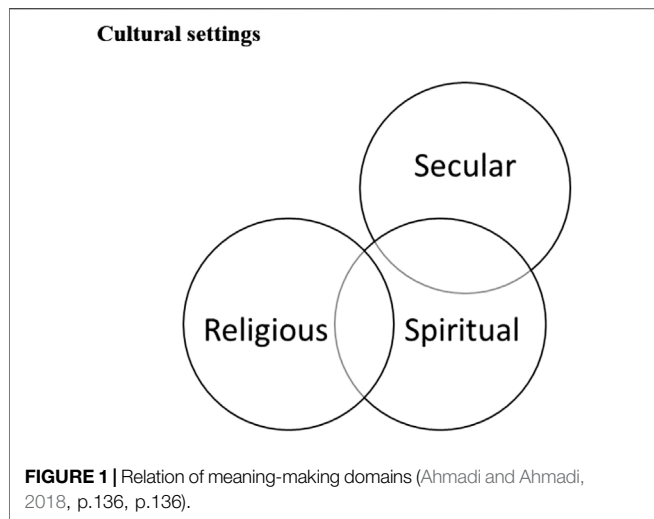 Cultural settings
Secular
Religious
Spiritual
FIGURE 1 | Relation of meaning-making domains (Ahmadi and Ahmadi,
2018, p.136, p.136).